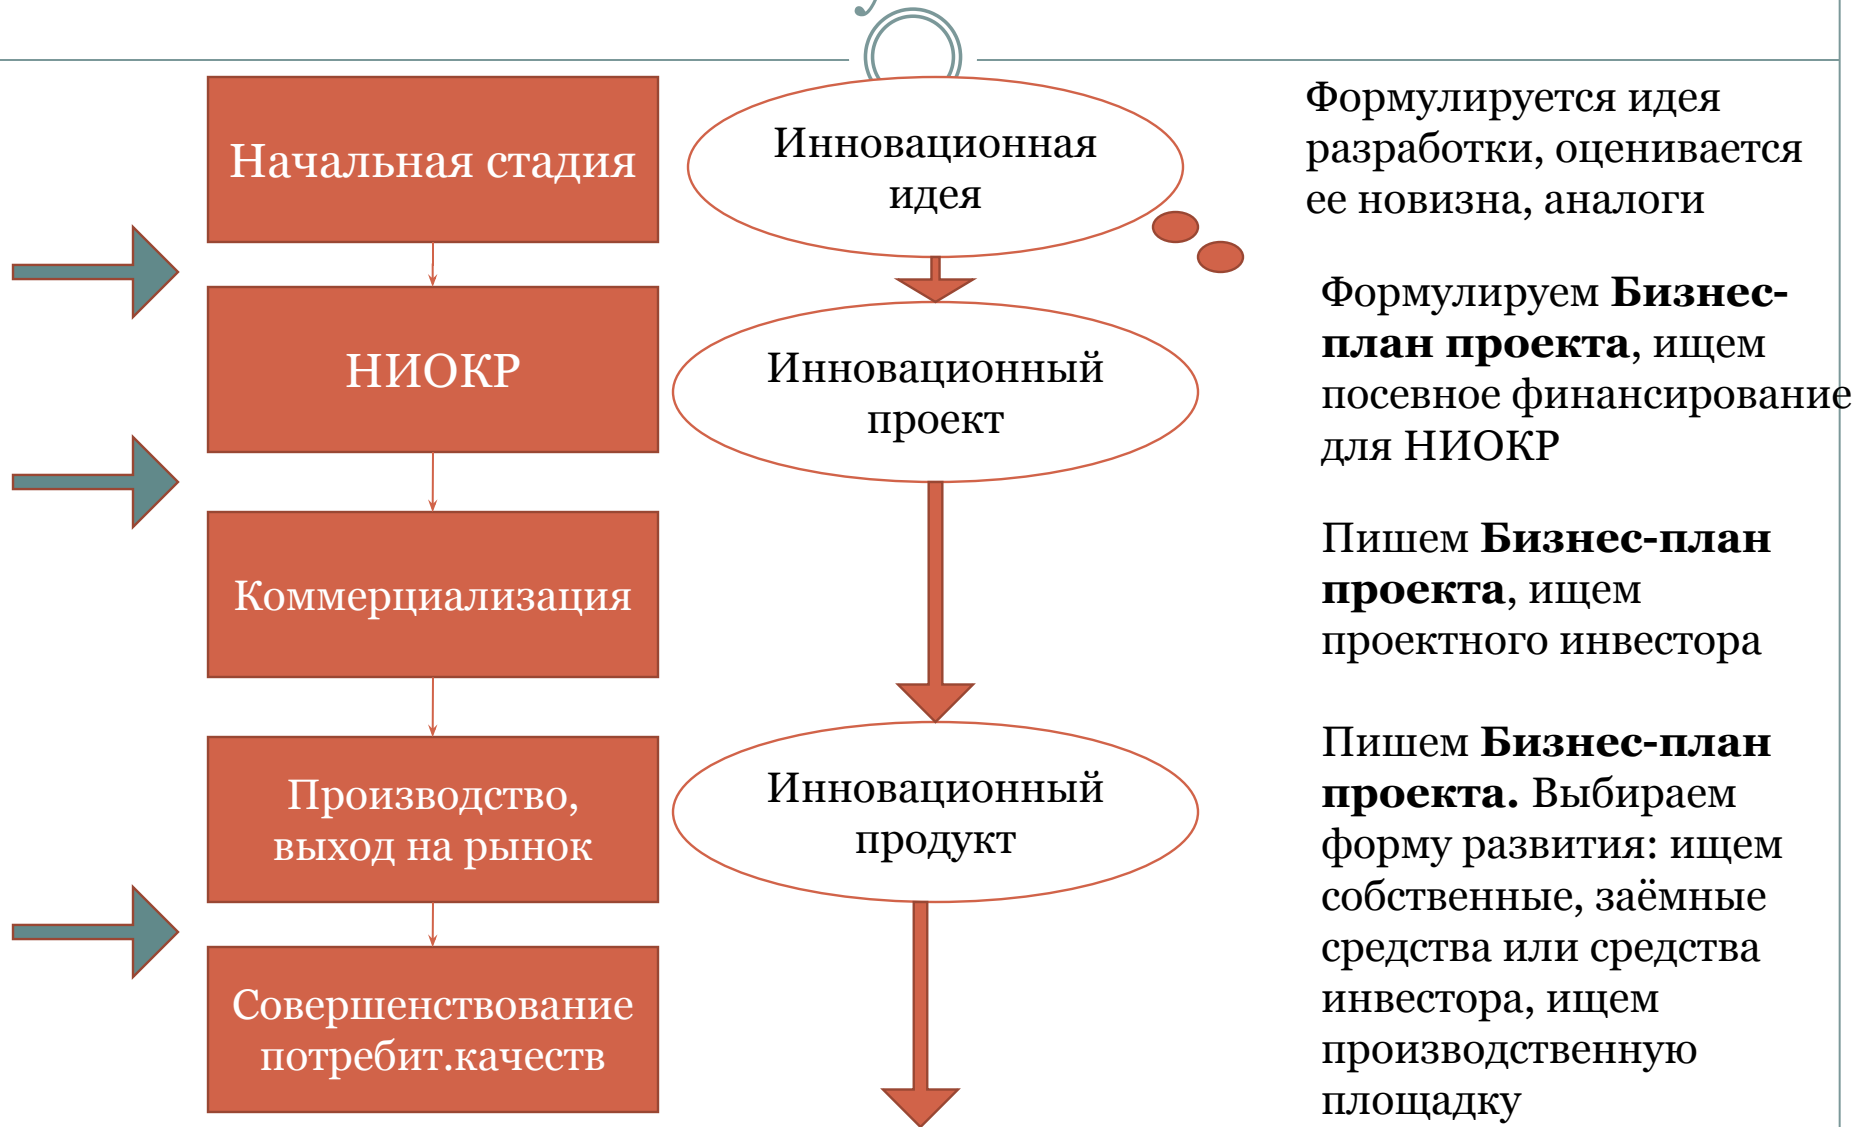 Начальная стадия
Инновационная
идея
Формулируется идея
разработки, оценивается
ее новизна, аналоги
НИОКР
Инновационный
проект
Формулируем Бизнес-
план проекта, ищем
посевное финансирование
для НИОКР
Коммерциализация
Пишем Бизнес-план
проекта, ищем
проектного инвестора
Производство,
выход на рынок
Инновационный
продукт
Пишем Бизнес-план
проекта. Выбираем
форму развития: ищем
собственные, заёмные
средства или средства
инвестора, ищем
производственную
площадку
Совершенствование
потребит.качеств